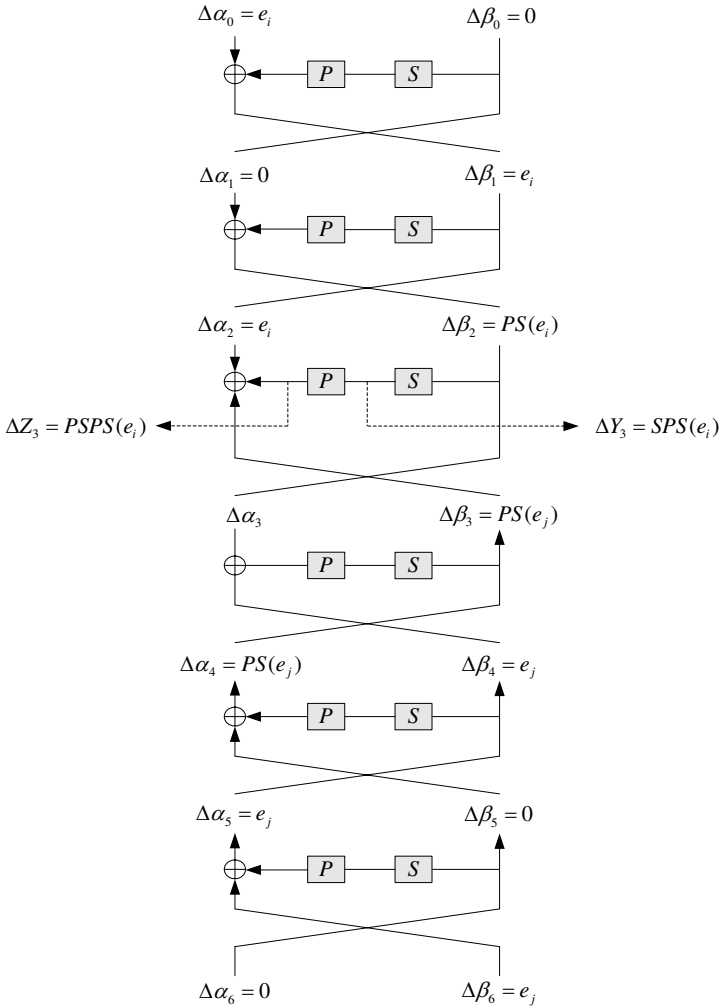 Δα₀ = eᵢ Δβ₀ = 0
P S
Δα₁ = 0 Δβ₁ = eᵢ
P S
Δα₂ = eᵢ Δβ₂ = PS(eᵢ)
P S
ΔZ₃ = PSPS(eᵢ) ΔY₃ = SPS(eᵢ)
Δα₃ Δβ₃ = PS(eⱼ)
P S
Δα₄ = PS(eⱼ) Δβ₄ = eⱼ
P S
Δα₅ = eⱼ Δβ₅ = 0
P S
Δα₆ = 0 Δβ₆ = eⱼ